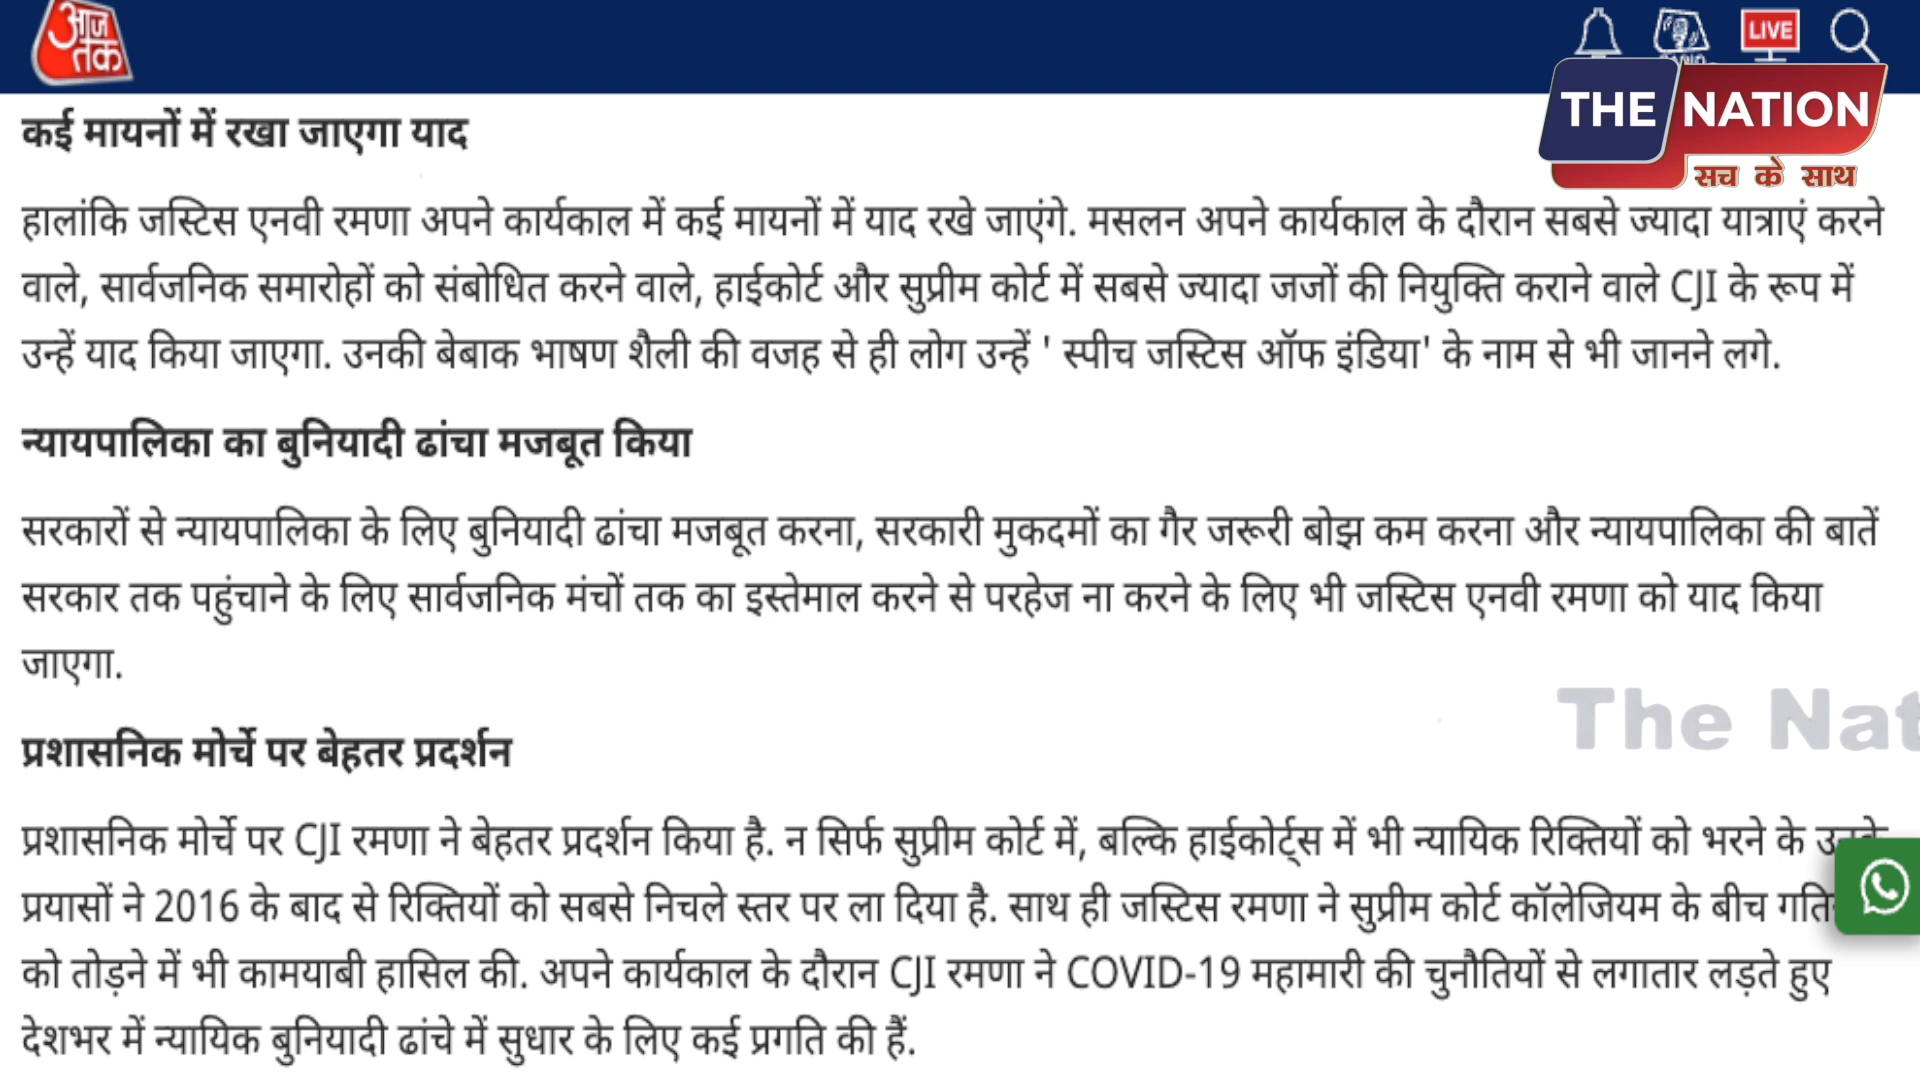 आज
तक
LIVE
THE NATION
सच के साथ
कई मायनों में रखा जाएगा याद
हालांकि जस्टिस एनवी रमणा अपने कार्यकाल में कई मायनों में याद रखे जाएंगे. मसलन अपने कार्यकाल के दौरान सबसे ज्यादा यात्राएं करने
वाले, सार्वजनिक समारोहों को संबोधित करने वाले, हाईकोर्ट और सुप्रीम कोर्ट में सबसे ज्यादा जजों की नियुक्ति कराने वाले CJI के रूप में
उन्हें याद किया जाएगा. उनकी बेबाक भाषण शैली की वजह से ही लोग उन्हें ' स्पीच जस्टिस ऑफ इंडिया' के नाम से भी जानने लगे.
न्यायपालिका का बुनियादी ढांचा मजबूत किया
सरकारों से न्यायपालिका के लिए बुनियादी ढांचा मजबूत करना, सरकारी मुकदमों का गैर जरूरी बोझ कम करना और न्यायपालिका की बातें
सरकार तक पहुंचाने के लिए सार्वजनिक मंचों तक का इस्तेमाल करने से परहेज ना करने के लिए भी जस्टिस एनवी रमणा को याद किया
जाएगा.
The Nat
प्रशासनिक मोर्चे पर बेहतर प्रदर्शन
प्रशासनिक मोर्चे पर CJI रमणा ने बेहतर प्रदर्शन किया है. न सिर्फ सुप्रीम कोर्ट में, बल्कि हाईकोर्ट्स में भी न्यायिक रिक्तियों को भरने के
प्रयासों ने 2016 के बाद से रिक्तियों को सबसे निचले स्तर पर ला दिया है. साथ ही जस्टिस रमणा ने सुप्रीम कोर्ट कॉलेजियम के बीच
को तोड़ने में भी कामयाबी हासिल की. अपने कार्यकाल के दौरान CJI रमणा ने COVID-19 महामारी की चुनौतियों से लगातार लड़ते हुए
देशभर में न्यायिक बुनियादी ढांचे में सुधार के लिए कई प्रगति की हैं.